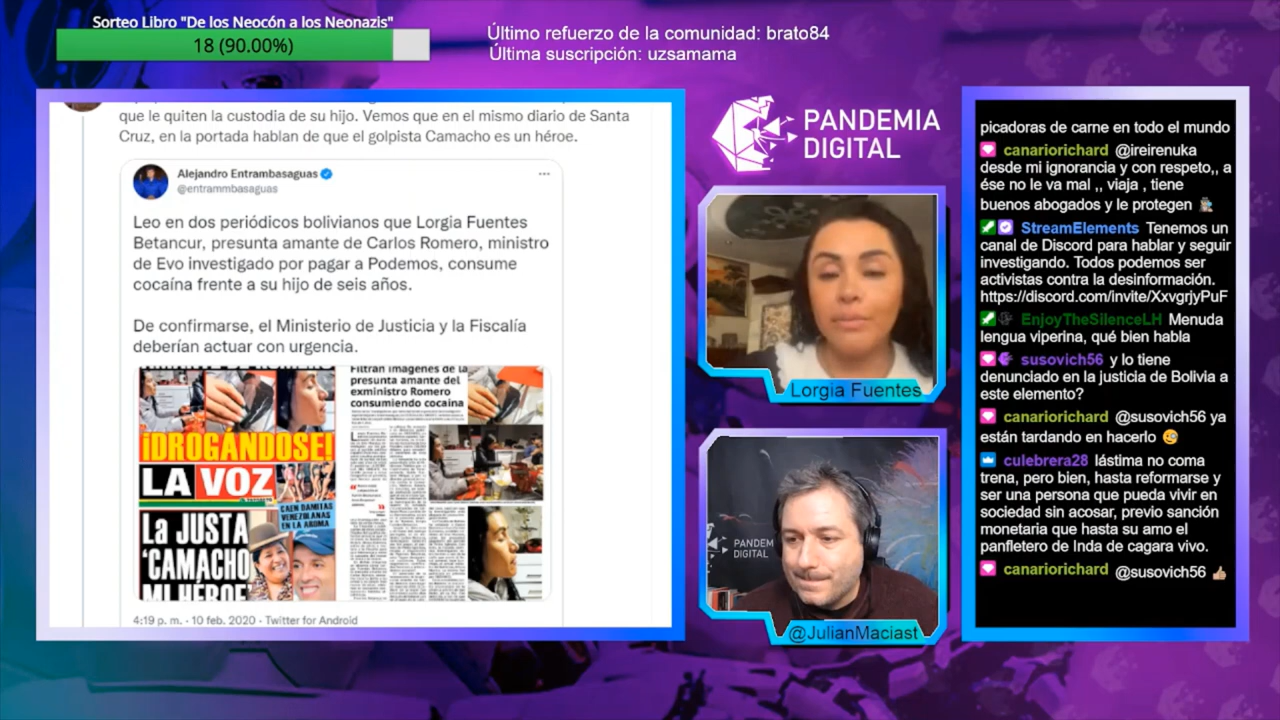 Sorteo Libro "De los Neocón a los Neonazis"
18 (90.00%)
Último refuerzo de la comunidad: brato84
Última suscripción: uzsamama
que le quiten la custodia de su hijo. Vemos que en el mismo diario de Santa
Cruz, en la portada hablan de que el golpista Camacho es un héroe.
Alejandro Entrambasaguas
@entrammbasaguas
Leo en dos periódicos bolivianos que Lorgia Fuentes
Betancur, presunta amante de Carlos Romero, ministro
de Evo investigado por pagar a Podemos, consume
cocaína frente a su hijo de seis años.
De confirmarse, el Ministerio de Justicia y la Fiscalía
deberían actuar con urgencia.
¡DROGANDOSE!
LA VOZ
CAEN DAMITAS
VENEZOLANAS
EN LA AROMA
LA JUSTA
'CAMACHO
MI HÉROE
Filtran imágenes de la
presunta amante del
exministro Romero
consumiendo cocaína
4:19 p. m. · 10 feb. 2020 · Twitter for Android
PANDEMIA
DIGITAL
Lorgia Fuentes
PANDEM
DIGITAL
@JulianMaciast
picadoras de carne en todo el mundo
canariorichard @ireirenuka
desde mi ignorancia y con respeto,, a
ése no le va mal ,, viaja , tiene
buenos abogados y le protegen
StreamElements Tenemos un
canal de Discord para hablar y seguir
investigando. Todos podemos ser
activistas contra la desinformación.
https://discord.com/invite/XxvgrjyPuF
EnjoyTheSilenceLH Menuda
lengua viperina, qué bien habla
susovich56 y lo tiene
denunciado en la justicia de Bolivia a
este elemento?
canariorichard @susovich56 ya
están tardando en hacerlo
culebrera28 lástima no coma
trena, pero bien, hasta reformarse y
ser una persona que pueda vivir en
sociedad sin acosar, previo sanción
monetaria que hasta su amo el
panfletero de Inda de cagara vivo.
canariorichard @susovich56